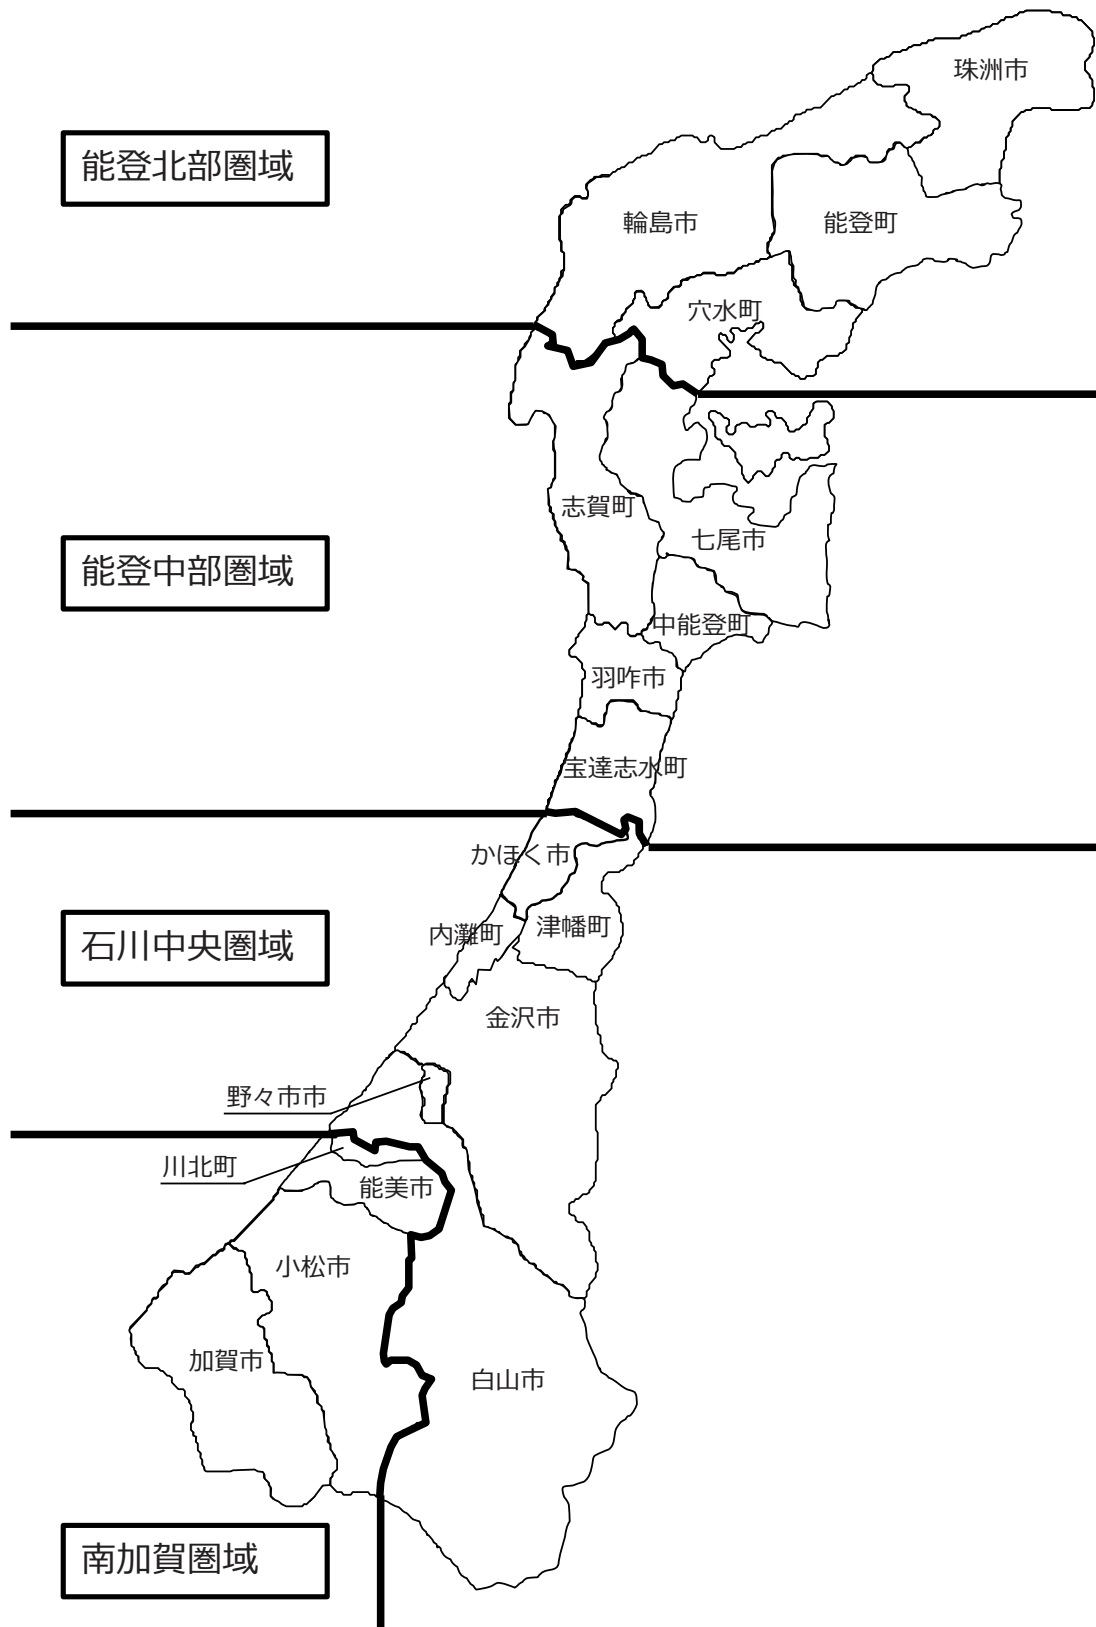 珠洲市
能登北部圏域
輪島市
能登町
穴水町
志賀町
七尾市
能登中部圏域
中能登町
羽咋市
宝達志水町
かほく市
津幡町
内灘町
石川中央圏域
金沢市
野々市市
川北町
能美市
小松市
加賀市
白山市
南加賀圏域